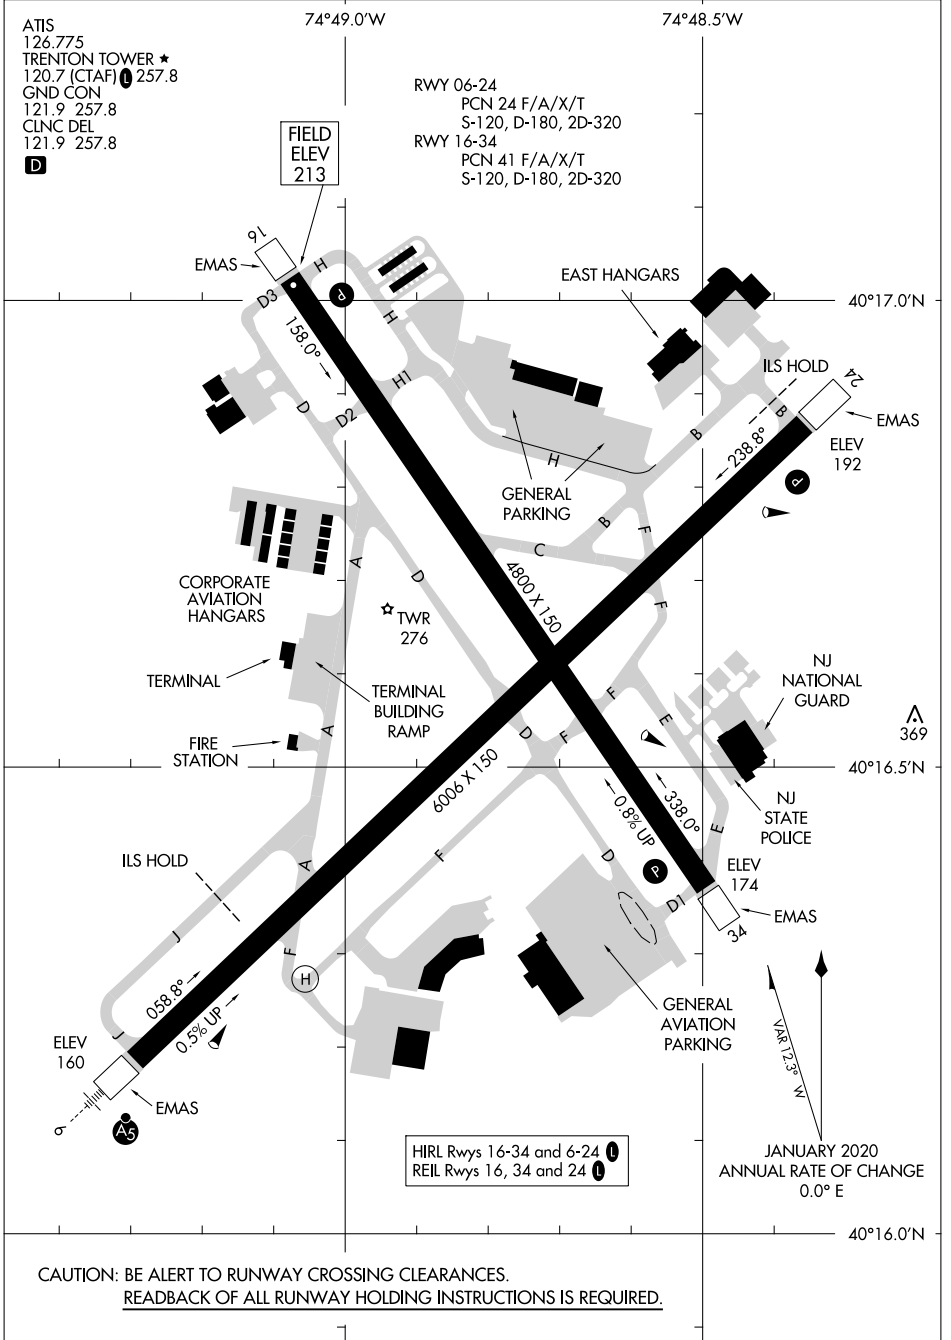 ATIS
126.775
TRENTON TOWER ★
120.7 (CTAF) L 257.8
GND CON
121.9 257.8
CLNC DEL
121.9 257.8
D
74°49.0'W
74°48.5'W
RWY 06-24
PCN 24 F/A/X/T
S-120, D-180, 2D-320
RWY 16-34
PCN 41 F/A/X/T
S-120, D-180, 2D-320
FIELD
ELEV
213
16
EMAS
H
D3
P
H
158.0°
H1
D
D2
EAST HANGARS
40°17.0'N
ILS HOLD
24
EMAS
B
B
238.8°
ELEV
192
P
H
GENERAL
PARKING
B
F
C
F
A
D
4800 X 150
CORPORATE
AVIATION
HANGARS
TWR
276
TERMINAL
TERMINAL
BUILDING
RAMP
A
FIRE
STATION
NJ
NATIONAL
GUARD
369
F
E
D
F
6006 X 150
40°16.5'N
338.0°
0.8% UP
NJ
STATE
POLICE
E
ILS HOLD
A
F
D
P
ELEV
174
D1
EMAS
34
J
F
H
058.8°
0.5% UP
J
ELEV
160
EMAS
6
A5
GENERAL
AVIATION
PARKING
VAR 12.3° W
JANUARY 2020
ANNUAL RATE OF CHANGE
0.0° E
HIRL Rwys 16-34 and 6-24 L
REIL Rwys 16, 34 and 24 L
40°16.0'N
CAUTION: BE ALERT TO RUNWAY CROSSING CLEARANCES.
READBACK OF ALL RUNWAY HOLDING INSTRUCTIONS IS REQUIRED.